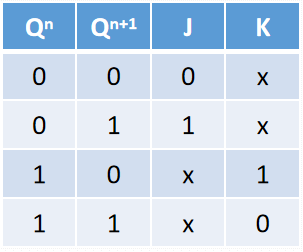 Qⁿ Qⁿ⁺¹ J K
0 0 0 x
0 1 1 x
1 0 x 1
1 1 x 0